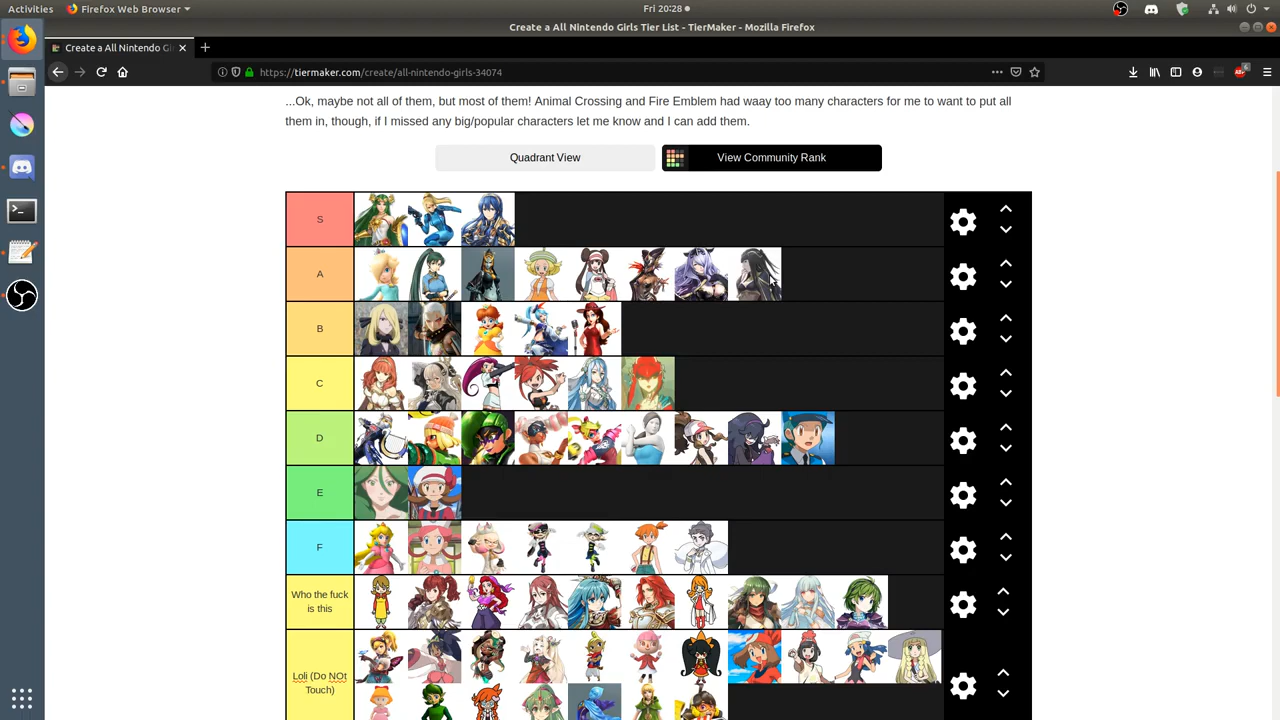 Activities
Firefox Web Browser
Fri 20:28
Create a All Nintendo Girls Tier List - TierMaker - Mozilla Firefox
Create a All Nintendo Gi
https://tiermaker.com/create/all-nintendo-girls-34074
6
...Ok, maybe not all of them, but most of them! Animal Crossing and Fire Emblem had waay too many characters for me to want to put all
them in, though, if I missed any big/popular characters let me know and I can add them.
Quadrant View
View Community Rank
S
A
B
C
D
E
F
Who the fuck
is this
Loli (Do NOt
Touch)